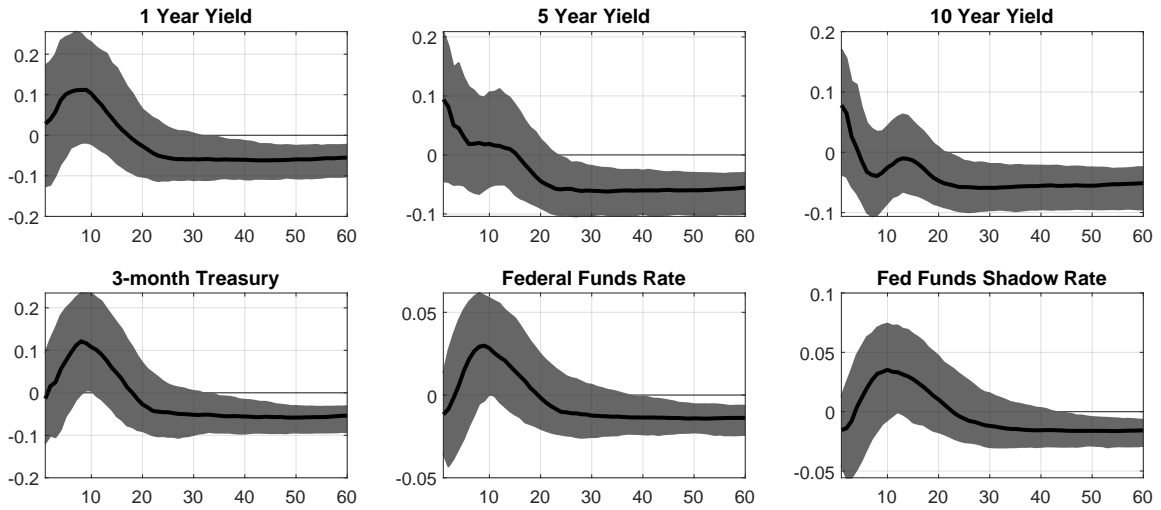 1 Year Yield
0.2
0.1
0
-0.1
-0.2
10 20 30 40 50 60
5 Year Yield
0.2
0.1
0
-0.1
10 20 30 40 50 60
10 Year Yield
0.2
0.1
0
-0.1
10 20 30 40 50 60
3-month Treasury
0.2
0.1
0
-0.1
-0.2
10 20 30 40 50 60
Federal Funds Rate
0.05
0
-0.05
10 20 30 40 50 60
Fed Funds Shadow Rate
0.1
0.05
0
-0.05
10 20 30 40 50 60